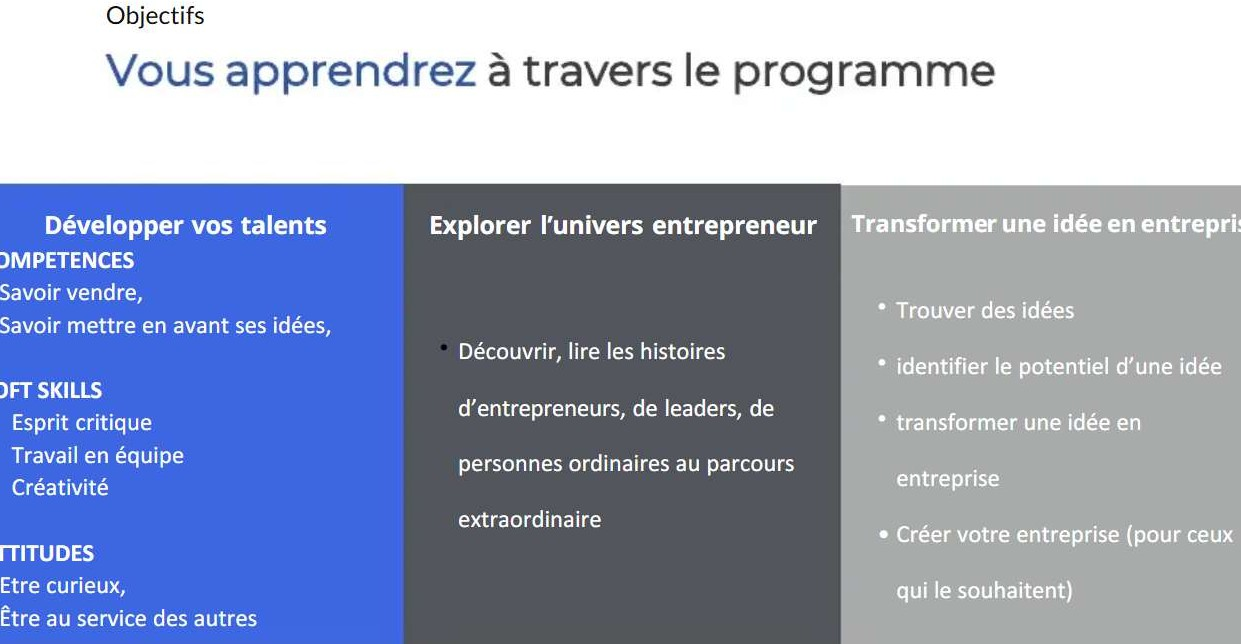 Objectifs
Vous apprendrez à travers le programme
Développer vos talents
OMPETENCES
Savoir vendre,
Savoir mettre en avant ses idées,
OFT SKILLS
Esprit critique
Travail en équipe
Créativité
TTITUDES
Etre curieux,
Être au service des autres
Explorer l’univers entrepreneur
• Découvrir, lire les histoires
d’entrepreneurs, de leaders, de
personnes ordinaires au parcours
extraordinaire
Transformer une idée en entrepris
• Trouver des idées
• identifier le potentiel d’une idée
• transformer une idée en
entreprise
• Créer votre entreprise (pour ceux
qui le souhaitent)